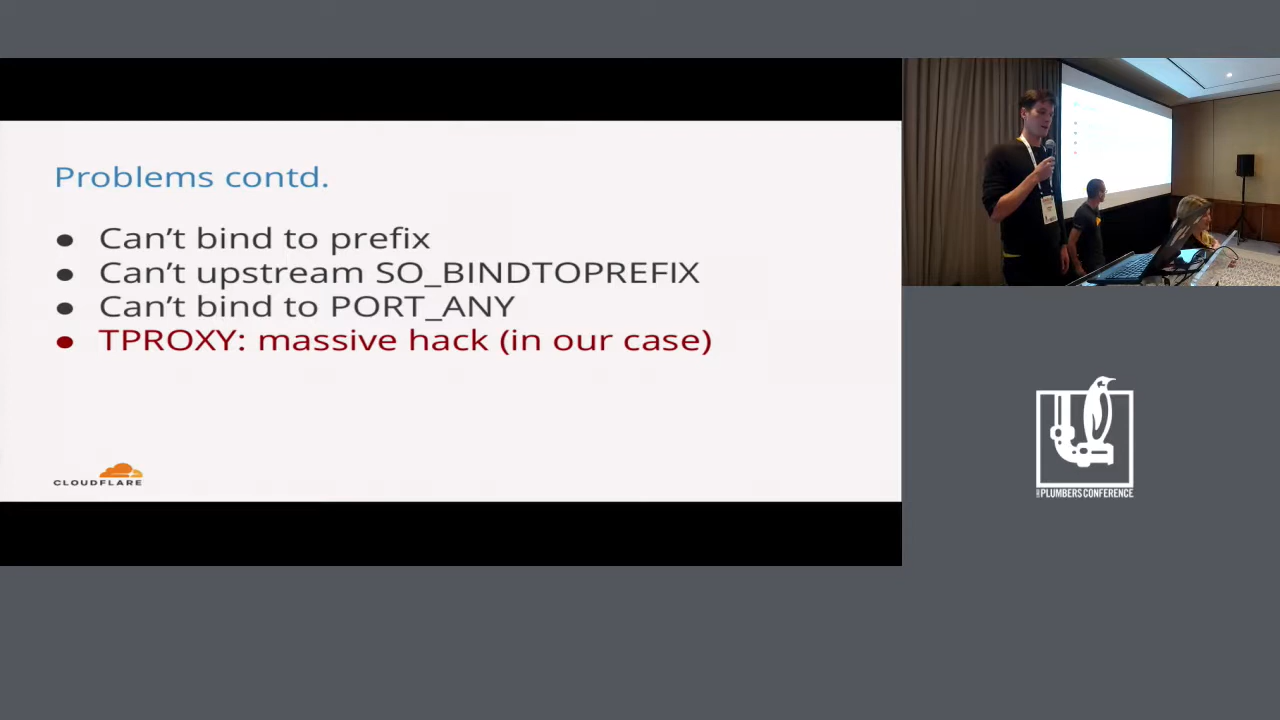 Problems contd.
● Can't bind to prefix
● Can't upstream SO_BINDTOPREFIX
● Can't bind to PORT_ANY
● TPROXY: massive hack (in our case)
CLOUDFLARE
PLUMBERS CONFERENCE